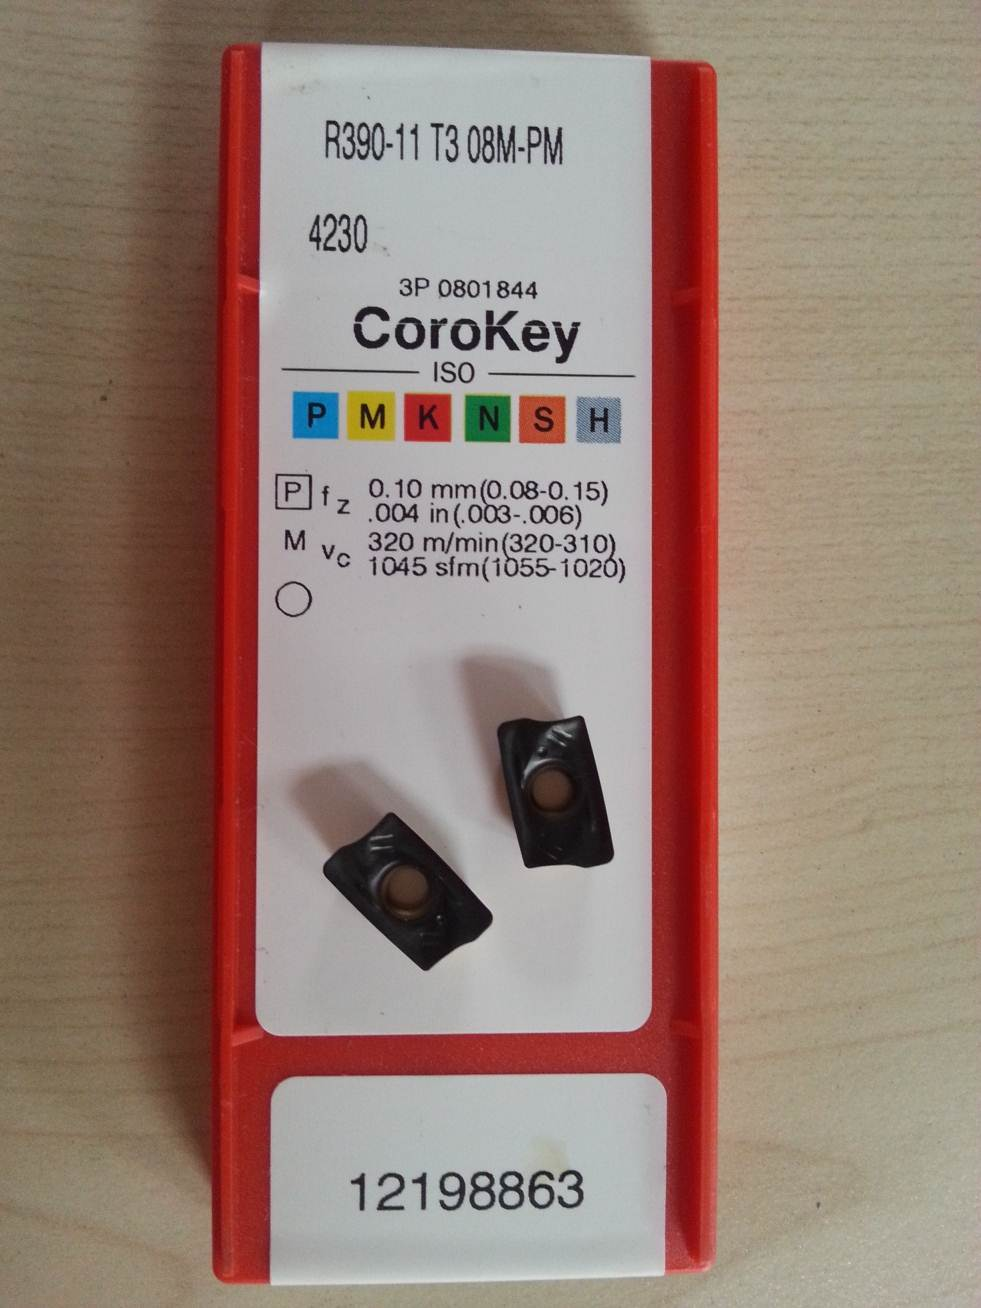 R390-11 T3 08M-PM
4230
3P 0801844
CoroKey
ISO
P M K N S H
P fz 0.10 mm(0.08-0.15)
.004 in(.003-.006)
M vc 320 m/min(320-310)
1045 sfm(1055-1020)
12198863